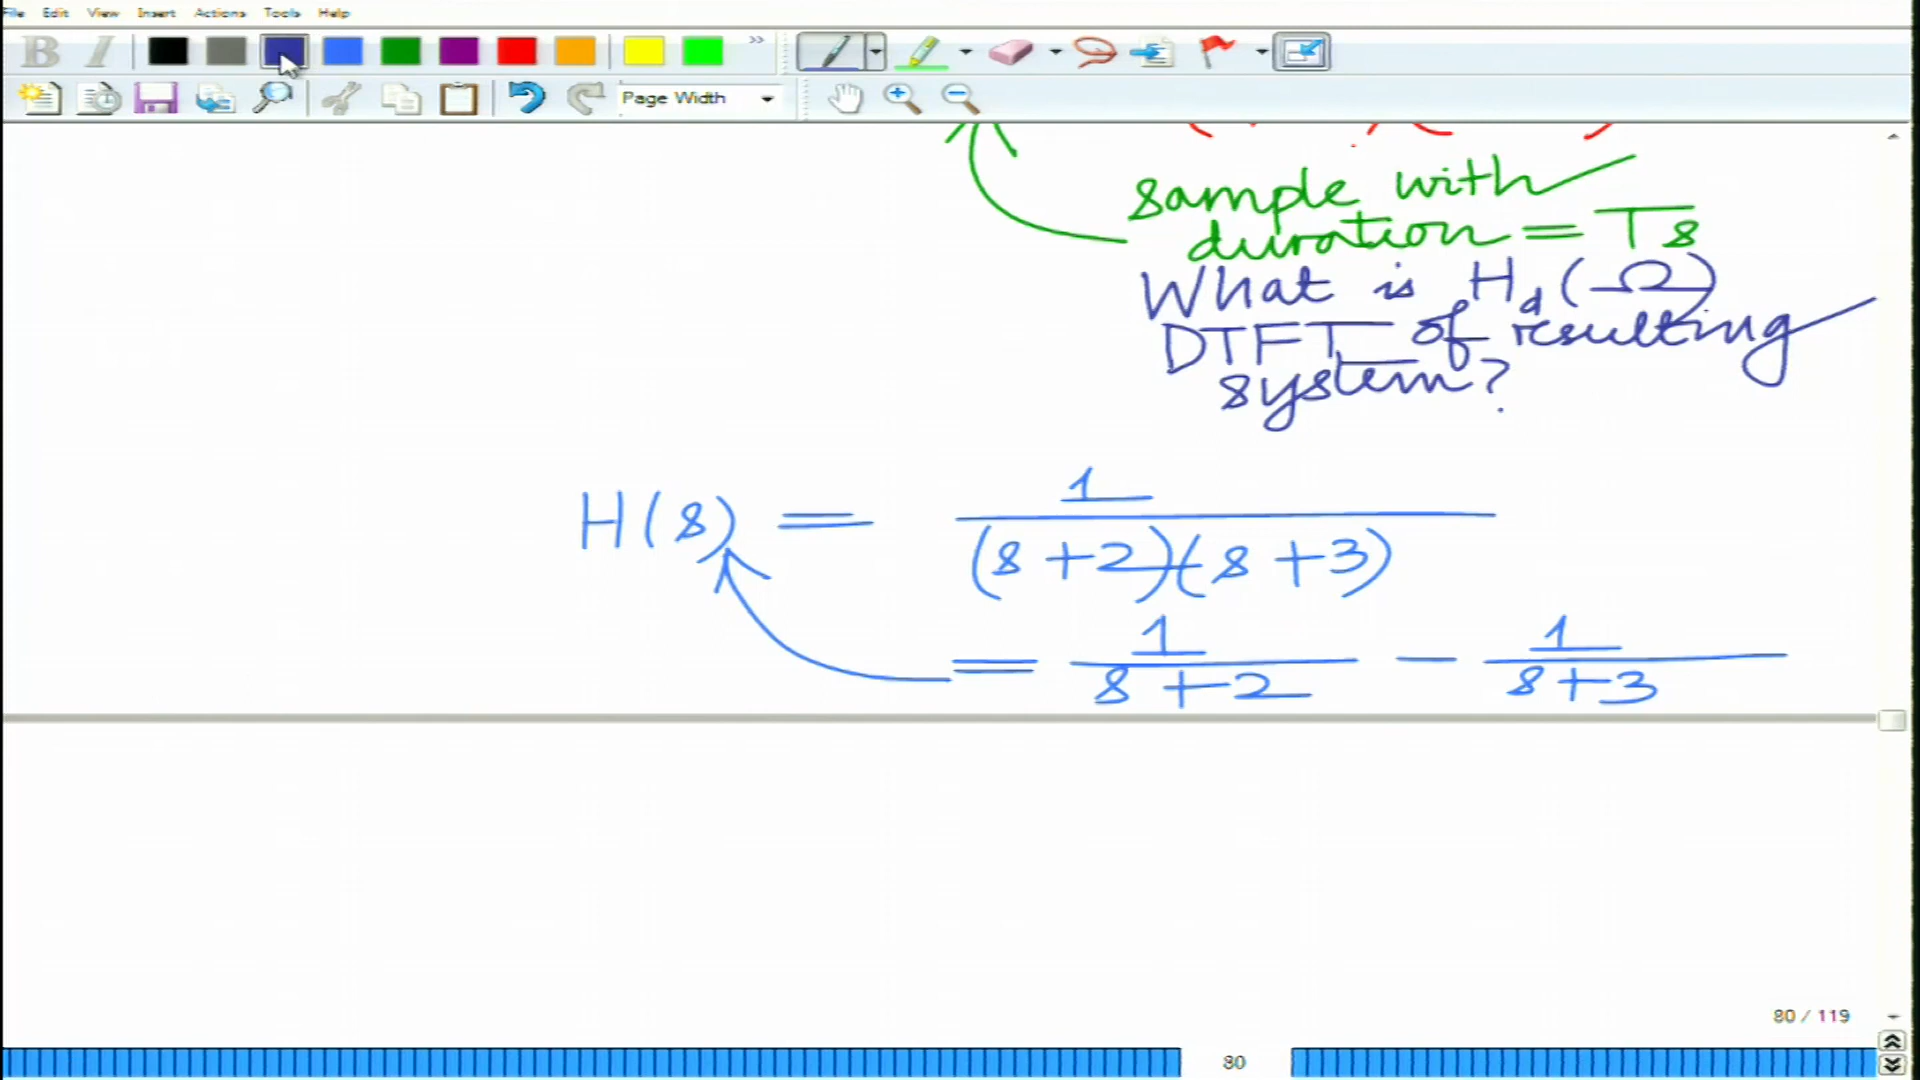 File Edit View Insert Actions Tools Help
B I
Page Width
sample with
duration = Ts
What is H_d(Ω)
DTFT of resulting
system?
H(s) = 1 / (s+2)(s+3)
= 1/(s+2) - 1/(s+3)
80 / 119
80